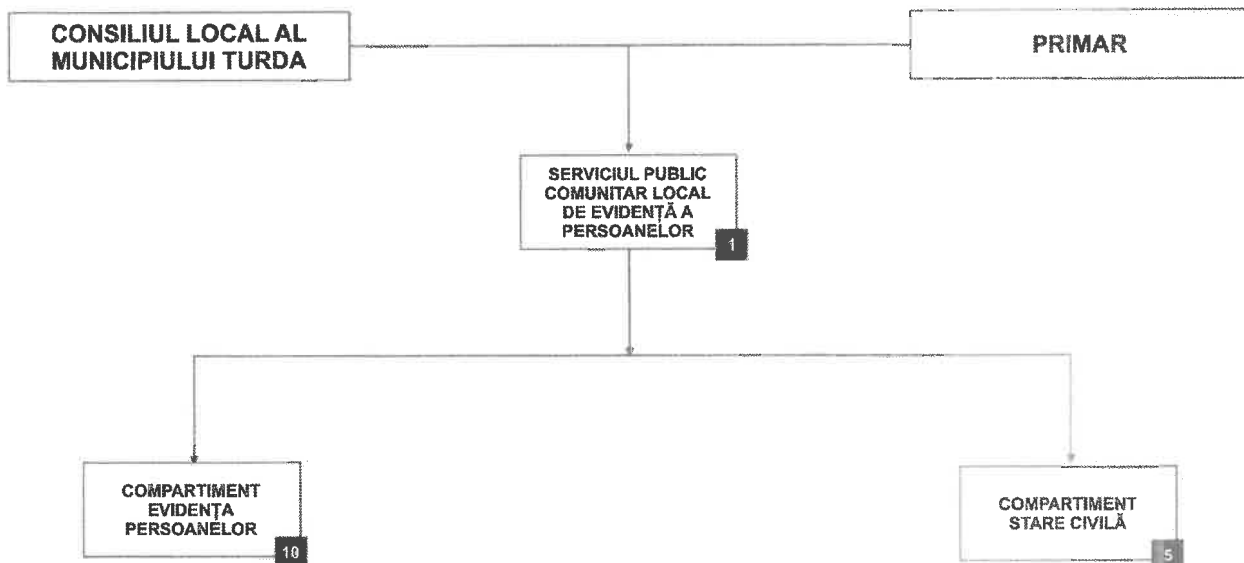 CONSILIUL LOCAL AL
MUNICIPIULUI TURDA
PRIMAR
SERVICIUL PUBLIC
COMUNITAR LOCAL
DE EVIDENȚĂ A
PERSOANELOR
1
COMPARTIMENT
EVIDENȚA
PERSOANELOR
10
COMPARTIMENT
STARE CIVILĂ
5